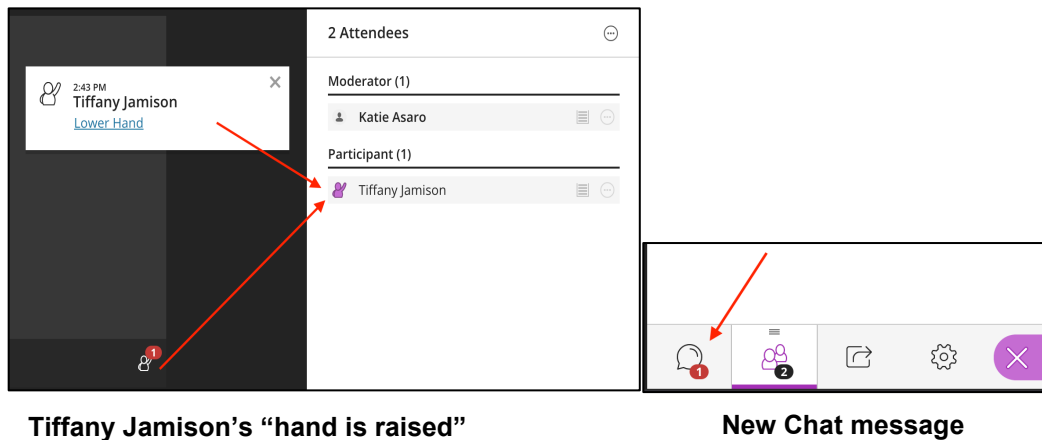 2 Attendees
2:43 PM
Tiffany Jamison
Lower Hand
Moderator (1)
Katie Asaro
Participant (1)
Tiffany Jamison
1
1
2
Tiffany Jamison’s “hand is raised”
New Chat message